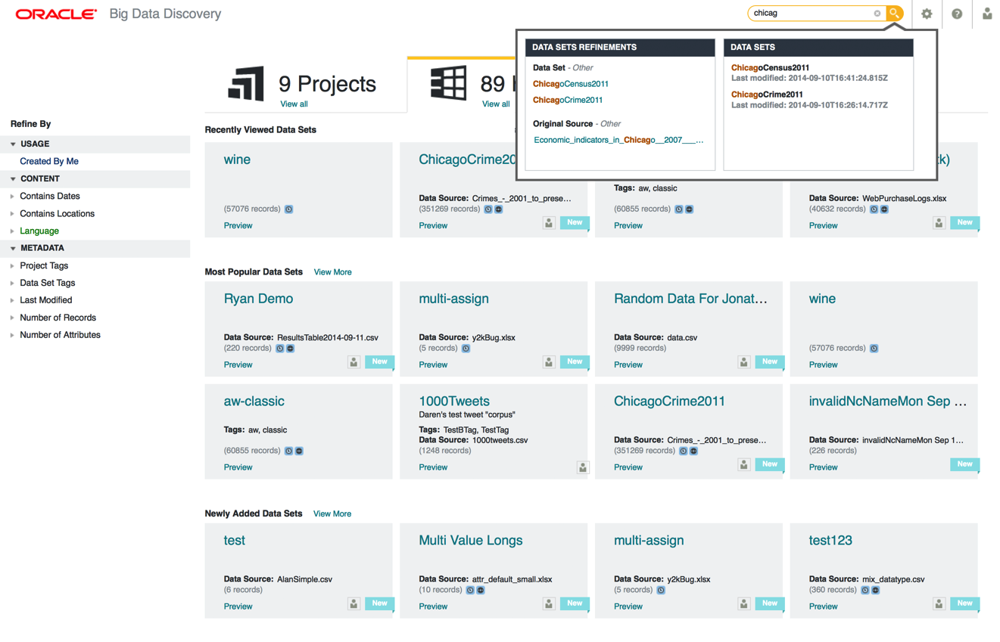 ORACLE Big Data Discovery
chicag
DATA SETS REFINEMENTS
Data Set - Other
ChicagoCensus2011
ChicagoCrime2011
Original Source - Other
Economic_indicators_in_Chicago__2007___...
DATA SETS
ChicagoCensus2011
Last modified: 2014-09-10T16:41:24.815Z
ChicagoCrime2011
Last modified: 2014-09-10T16:26:14.717Z
9 Projects
View all
89
View all
Refine By
USAGE
Created By Me
CONTENT
Contains Dates
Contains Locations
Language
METADATA
Project Tags
Data Set Tags
Last Modified
Number of Records
Number of Attributes
Recently Viewed Data Sets
wine
(57076 records)
Preview
ChicagoCrime20
Data Source: Crimes_-_2001_to_prese...
(351269 records)
Preview
New
Tags: aw, classic
(60855 records)
Preview
k)
Data Source: WebPurchaseLogs.xlsx
(40632 records)
Preview
New
Most Popular Data Sets View More
Ryan Demo
Data Source: ResultsTable2014-09-11.csv
(220 records)
Preview
New
multi-assign
Data Source: y2kBug.xlsx
(5 records)
Preview
New
Random Data For Jonat...
Data Source: data.csv
(9999 records)
Preview
New
wine
(57076 records)
Preview
aw-classic
Tags: aw, classic
(60855 records)
Preview
1000Tweets
Daren's test tweet "corpus"
Tags: TestBTag, TestTag
Data Source: 1000tweets.csv
(1248 records)
Preview
ChicagoCrime2011
Data Source: Crimes_-_2001_to_prese...
(351269 records)
Preview
New
invalidNcNameMon Sep ...
Data Source: invalidNcNameMon Sep 1...
(226 records)
Preview
New
Newly Added Data Sets View More
test
Data Source: AlanSimple.csv
(6 records)
Preview
New
Multi Value Longs
Data Source: attr_default_small.xlsx
(10 records)
Preview
New
multi-assign
Data Source: y2kBug.xlsx
(5 records)
Preview
New
test123
Data Source: mix_datatype.csv
(360 records)
Preview
New